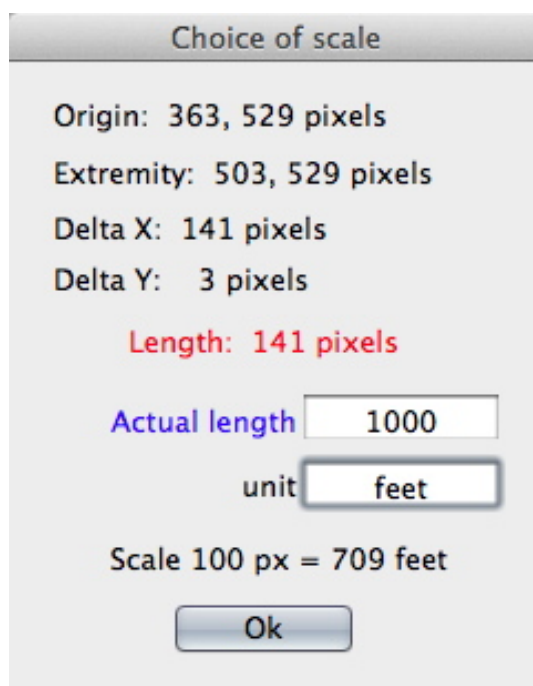 Choice of scale
Origin: 363, 529 pixels
Extremity: 503, 529 pixels
Delta X: 141 pixels
Delta Y: 3 pixels
Length: 141 pixels
Actual length 1000
unit feet
Scale 100 px = 709 feet
Ok